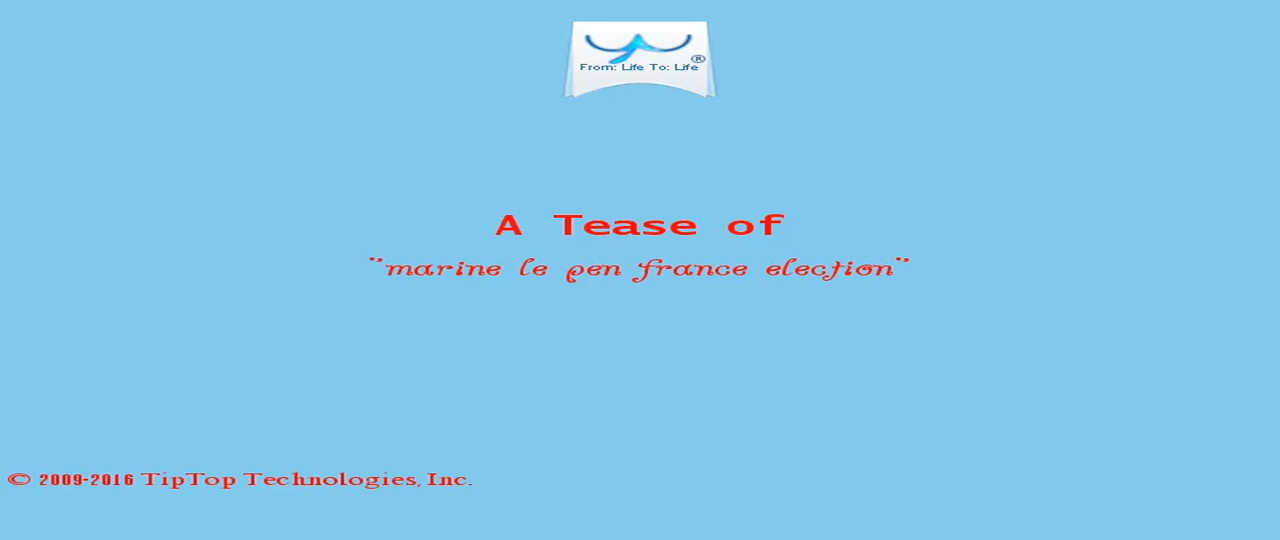 From: Life To: Life®
A Tease of
"marine le pen france election"
© 2009-2016 TipTop Technologies, Inc.